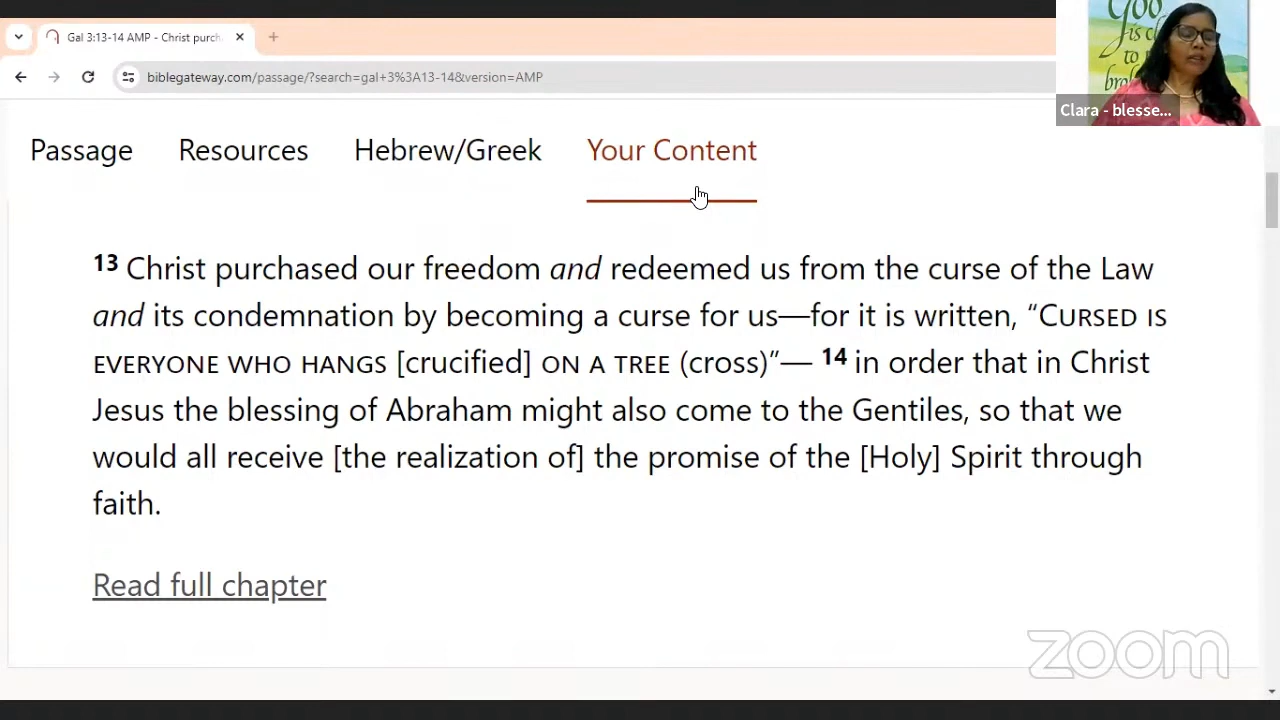 Gal 3:13-14 AMP - Christ purch
biblegateway.com/passage/?search=gal+3%3A13-14&version=AMP
God
is cl
to
bro
Clara - blesse...
Passage
Resources
Hebrew/Greek
Your Content
13 Christ purchased our freedom and redeemed us from the curse of the Law
and its condemnation by becoming a curse for us—for it is written, “CURSED IS
EVERYONE WHO HANGS [crucified] ON A TREE (cross)”— 14 in order that in Christ
Jesus the blessing of Abraham might also come to the Gentiles, so that we
would all receive [the realization of] the promise of the [Holy] Spirit through
faith.
Read full chapter
zoom